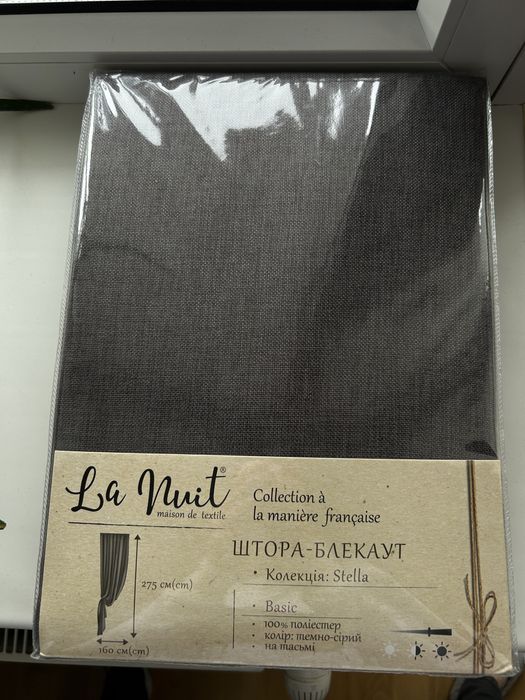 La Nuit®
maison de textile
Collection à
la manière française
ШТОРА-БЛЕКАУТ
• Колекція: Stella
275 см(cm)
160 см(cm)
• Basic
• 100% поліестер
• колір: темно-сірий
• на тасьмі